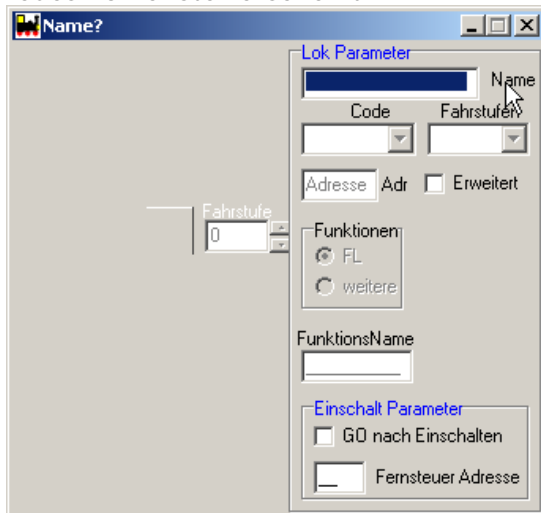 Name?
Lok Parameter
Name
Code Fahrstufen
Adresse Adr Erweitert
Fahrstufe
0
Funktionen
FL
weitere
FunktionsName
Einschalt Parameter
GO nach Einschalten
Fernsteuer Adresse